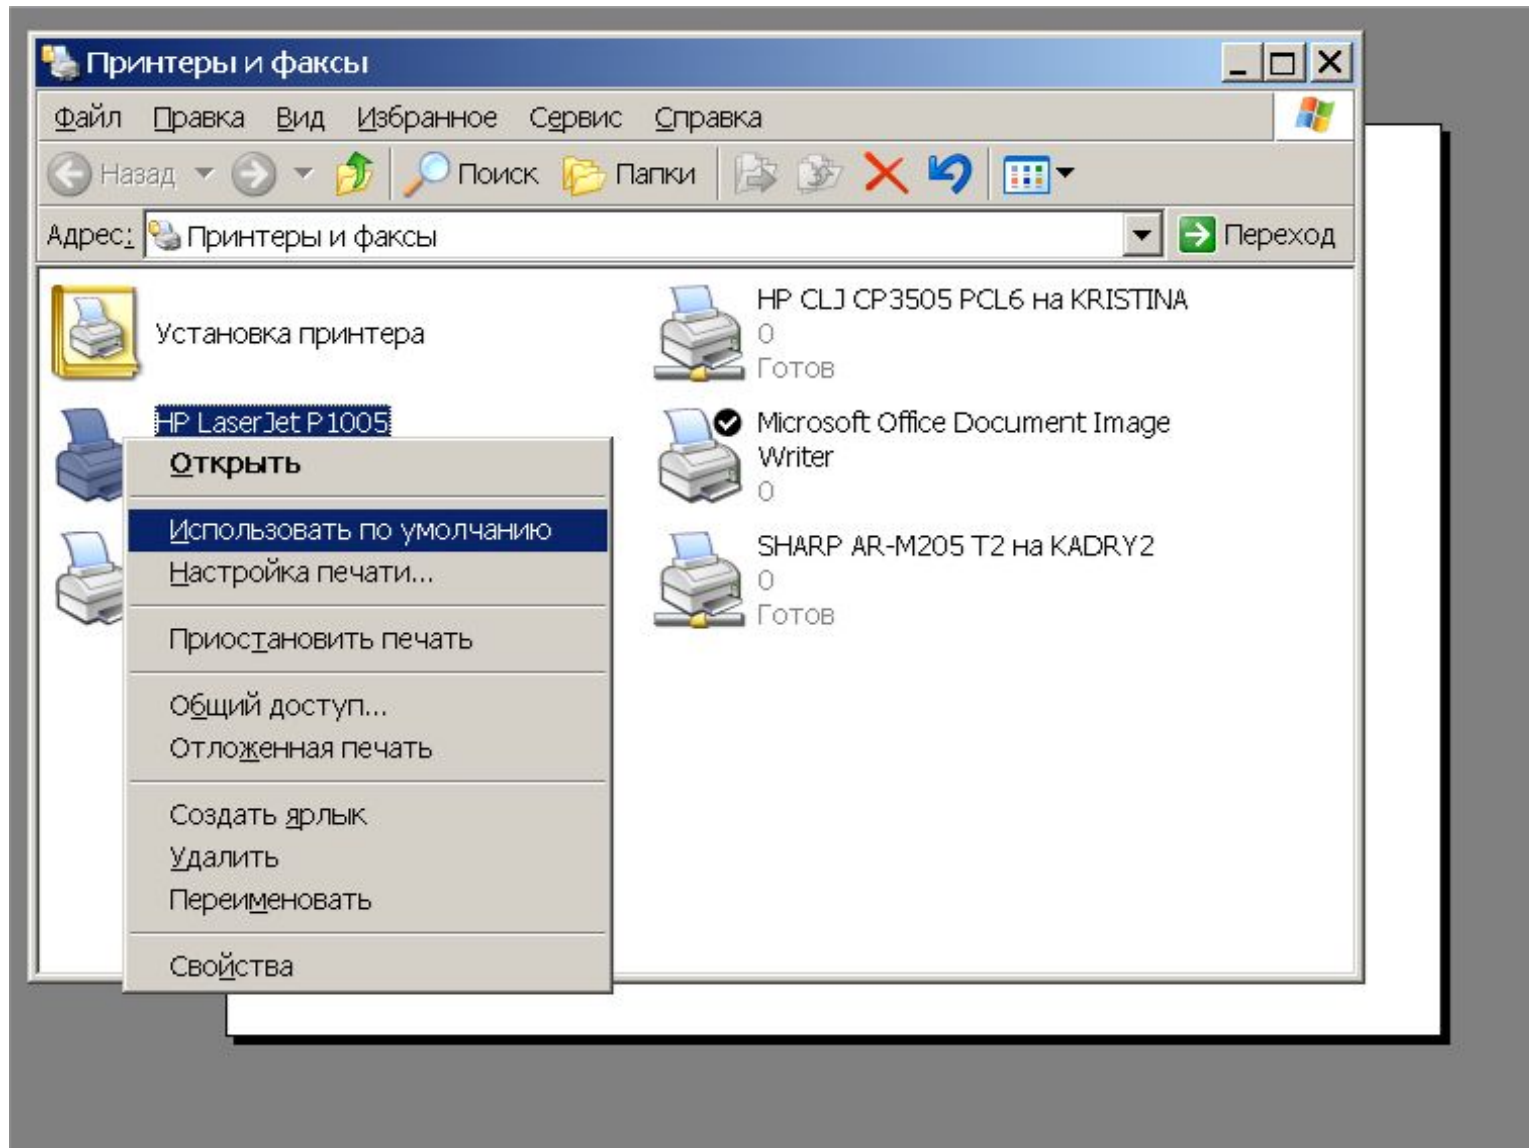 Принтеры и факсы
Файл Правка Вид Избранное Сервис Справка
Назад Поиск Папки
Адрес: Принтеры и факсы Переход
Установка принтера
HP CLJ CP3505 PCL6 на KRISTINA
0
Готов
HP LaserJet P1005
Microsoft Office Document Image
Writer
0
SHARP AR-M205 T2 на KADRY2
0
Готов
Открыть
Использовать по умолчанию
Настройка печати...
Приостановить печать
Общий доступ...
Отложенная печать
Создать ярлык
Удалить
Переименовать
Свойства